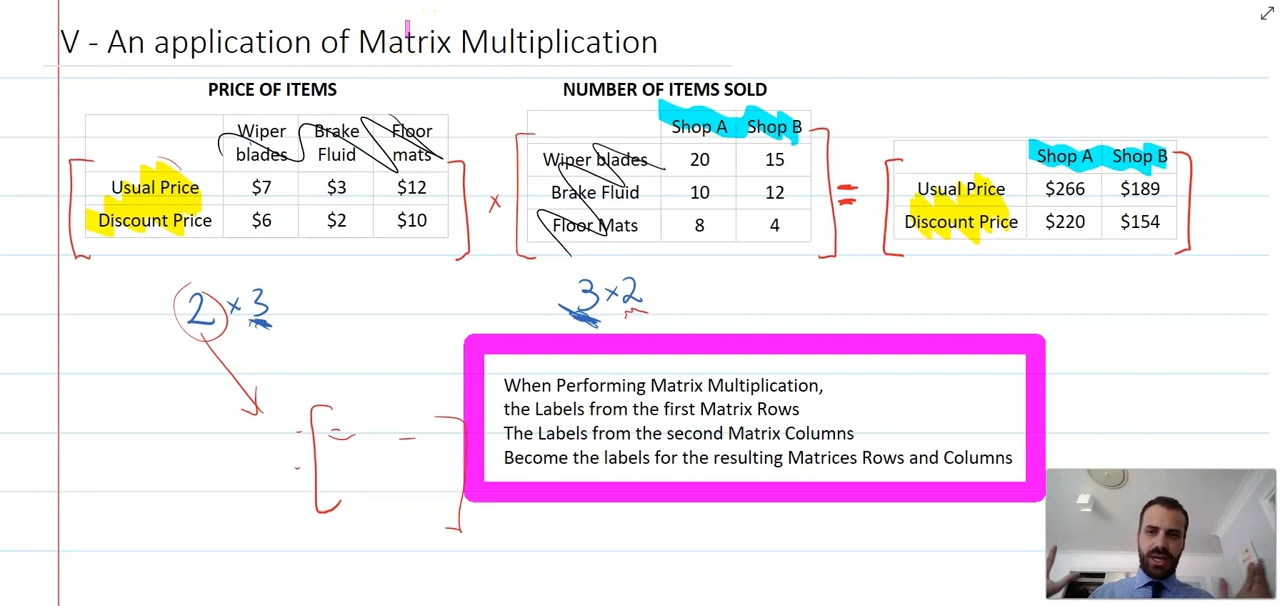 V - An application of Matrix Multiplication
PRICE OF ITEMS
Wiper blades Brake Fluid Floor mats
Usual Price $7 $3 $12
Discount Price $6 $2 $10
×
NUMBER OF ITEMS SOLD
Shop A Shop B
Wiper blades 20 15
Brake Fluid 10 12
Floor Mats 8 4
=
Shop A Shop B
Usual Price $266 $189
Discount Price $220 $154
2 × 3
3 × 2
When Performing Matrix Multiplication,
the Labels from the first Matrix Rows
The Labels from the second Matrix Columns
Become the labels for the resulting Matrices Rows and Columns